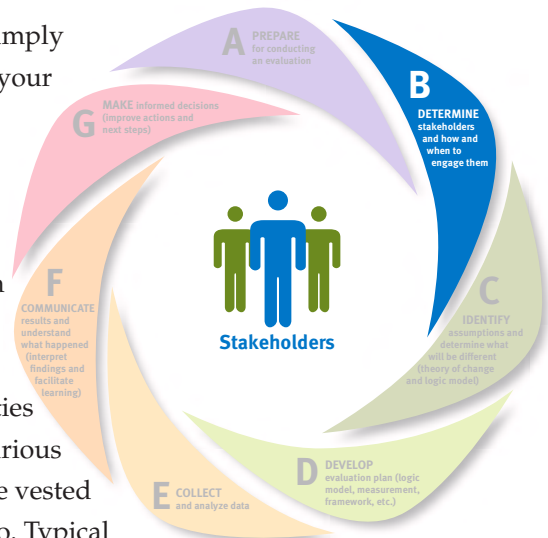 imply
your
A PREPARE
for conducting
an evaluation
B
DETERMINE
stakeholders
and how and
when to
engage them
C
IDENTIFY
assumptions and
determine what
will be different
(theory of change
and logic model)
D DEVELOP
evaluation plan (logic
model, measurement,
framework, etc.)
E COLLECT
and analyze data
F
COMMUNICATE
results and
understand
what happened
(interpret
findings and
facilitate
learning)
G MAKE informed decisions
(improve actions and
next steps)
Stakeholders
ties
rious
e vested
Typical